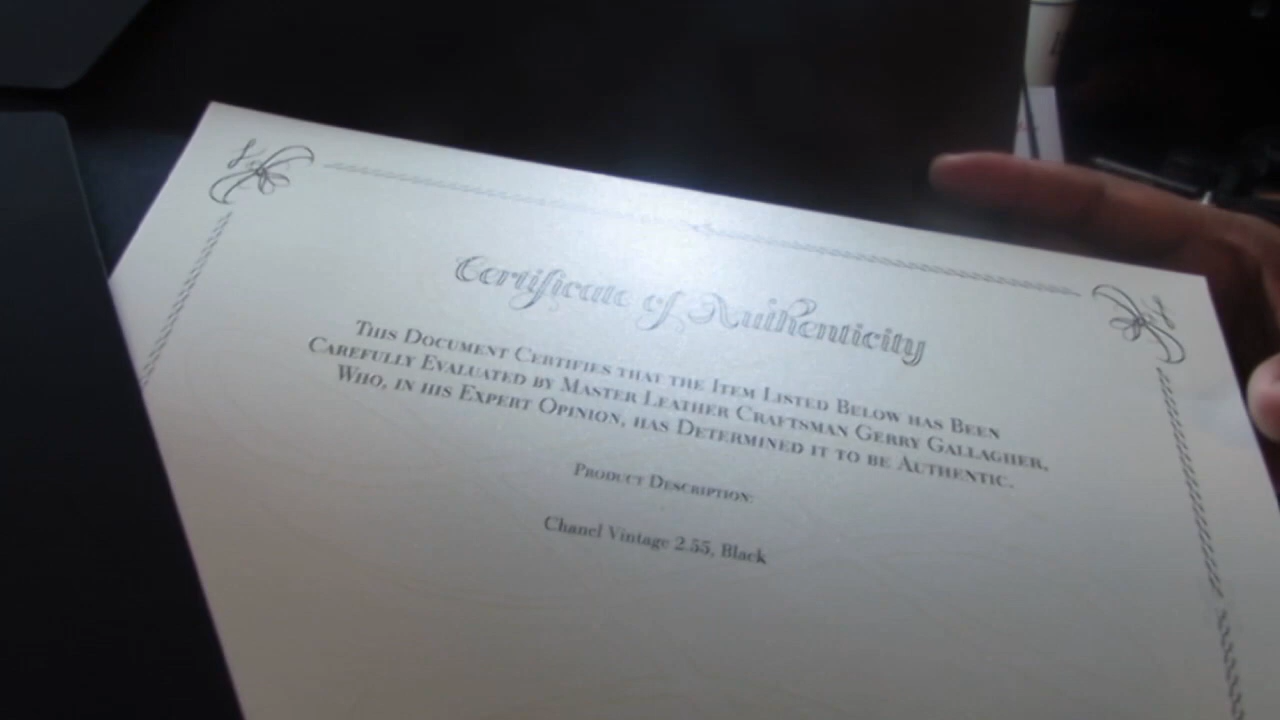 Certificate of Authenticity
THIS DOCUMENT CERTIFIES THAT THE ITEM LISTED BELOW HAS BEEN
CAREFULLY EVALUATED BY MASTER LEATHER CRAFTSMAN GERRY GALLAGHER,
WHO, IN HIS EXPERT OPINION, HAS DETERMINED IT TO BE AUTHENTIC.
PRODUCT DESCRIPTION:
Chanel Vintage 2.55, Black